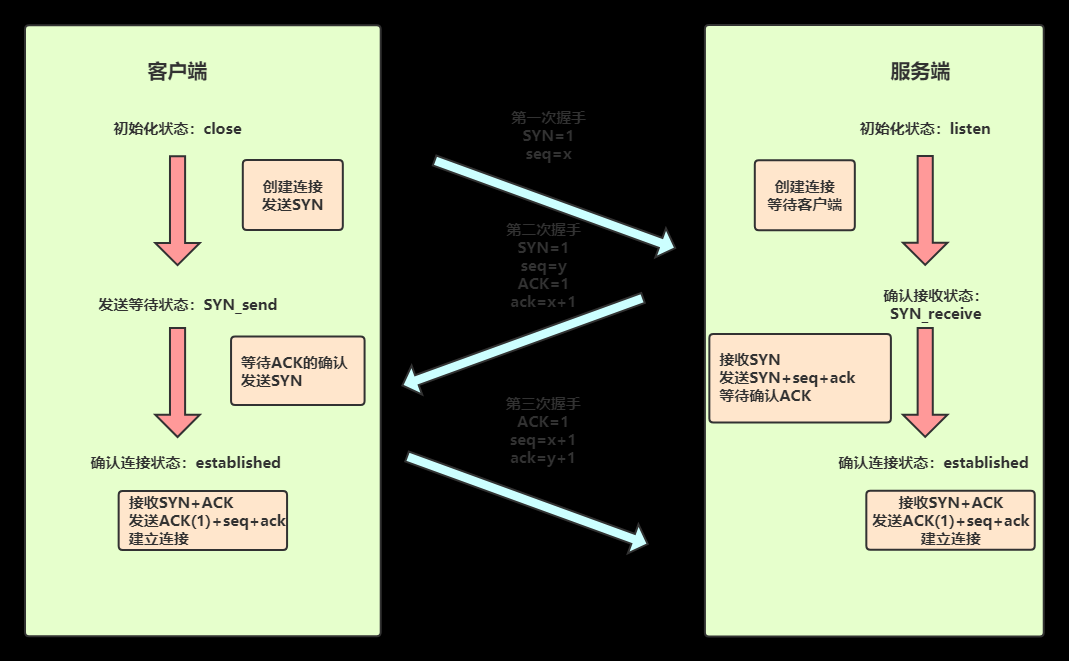 客户端
初始化状态：close
创建连接
发送SYN
发送等待状态：SYN_send
等待ACK的确认
发送SYN
确认连接状态：established
接收SYN+ACK
发送ACK(1)+seq+ack
建立连接
第一次握手
SYN=1
seq=x
第二次握手
SYN=1
seq=y
ACK=1
ack=x+1
第三次握手
ACK=1
seq=x+1
ack=y+1
服务端
初始化状态：listen
创建连接
等待客户端
确认接收状态：
SYN_receive
接收SYN
发送SYN+seq+ack
等待确认ACK
确认连接状态：established
接收SYN+ACK
发送ACK(1)+seq+ack
建立连接